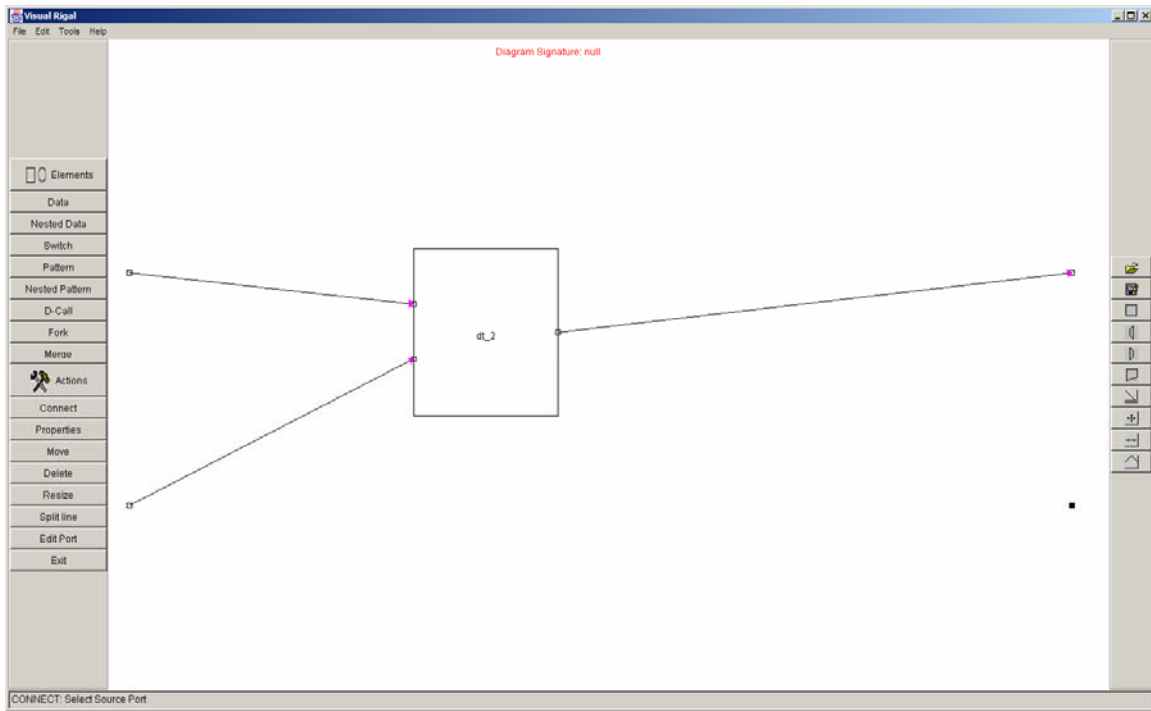 Visual Rigal
File Edit Tools Help
Diagram Signature: null
Elements
Data
Nested Data
Switch
Pattern
Nested Pattern
D-Call
Fork
Merge
Actions
Connect
Properties
Move
Delete
Resize
Split line
Edit Port
Exit
dt_2
CONNECT: Select Source Port